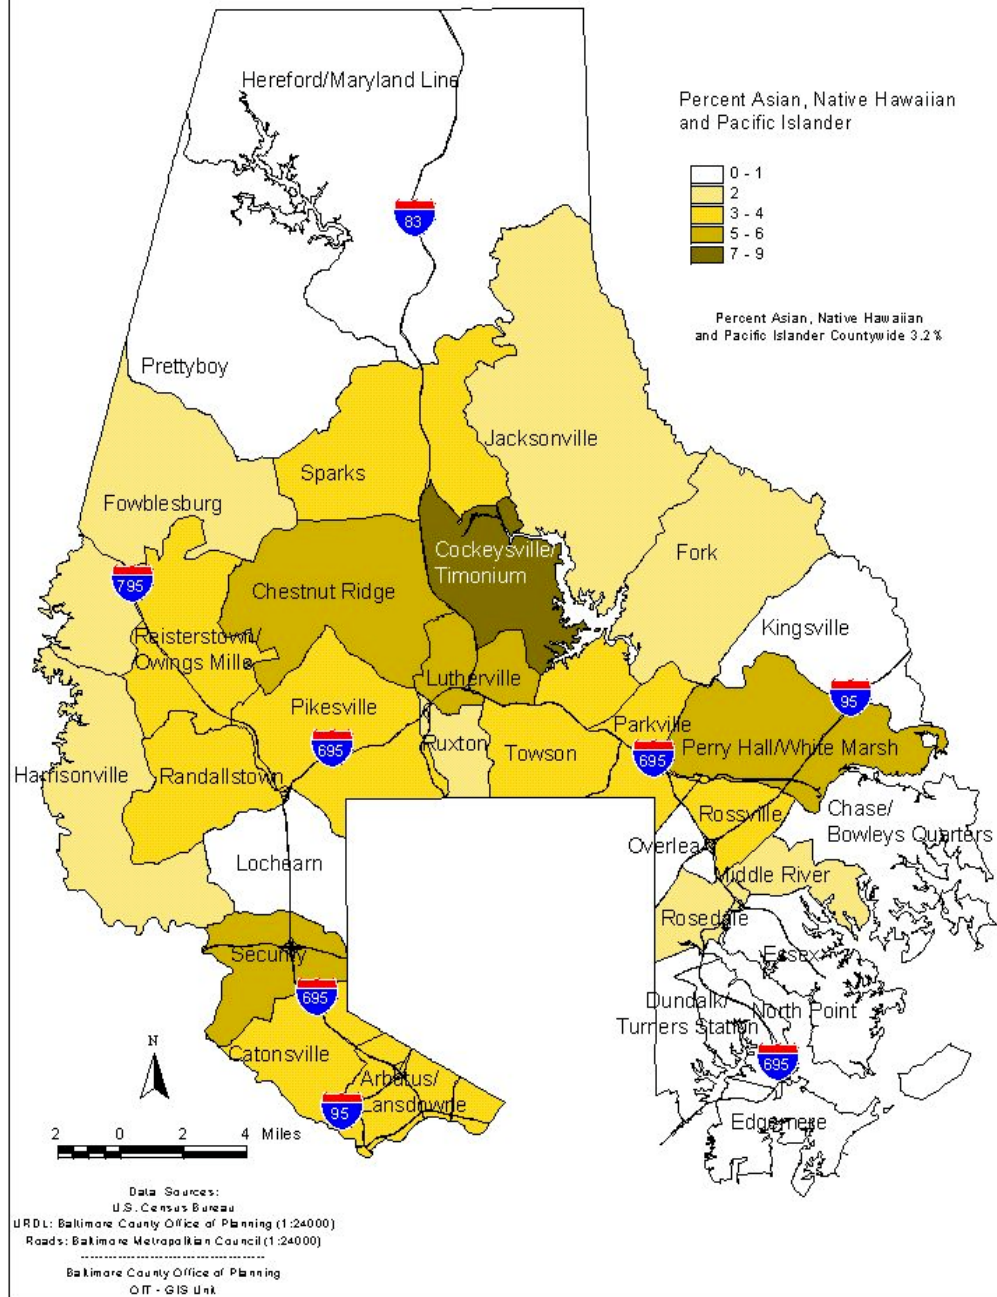 Hereford/Maryland Line
Percent Asian, Native Hawaiian
and Pacific Islander
0 - 1
2
3 - 4
5 - 6
7 - 9
83
Percent Asian, Native Hawaiian
and Pacific Islander Countywide 3.2%
Prettyboy
Jacksonville
Sparks
Fowblesburg
Cockeysville/
Timonium
Fork
795
Chestnut Ridge
Kingsville
Reisterstown/
Owings Mills
Lutherville
95
Pikesville
Parkville
695
Ruxton
Towson
695
Perry Hall/White Marsh
Harrisonville
Randallstown
Rossville
Chase/
Bowleys Quarters
Overlea
Lochearn
Middle River
Rosedale
Security
Essex
695
Dundalk/
Turners Station
North Point
Catonsville
695
Arbutus/
Lansdowne
95
Edgemere
N
2 0 2 4 Miles
Data Sources:
U.S. Census Bureau
URDL: Baltimore County Office of Planning (1:24000)
Roads: Baltimore Metropolitan Council (1:24000)
-------------------------------------
Baltimore County Office of Planning
OIT - GIS Unit